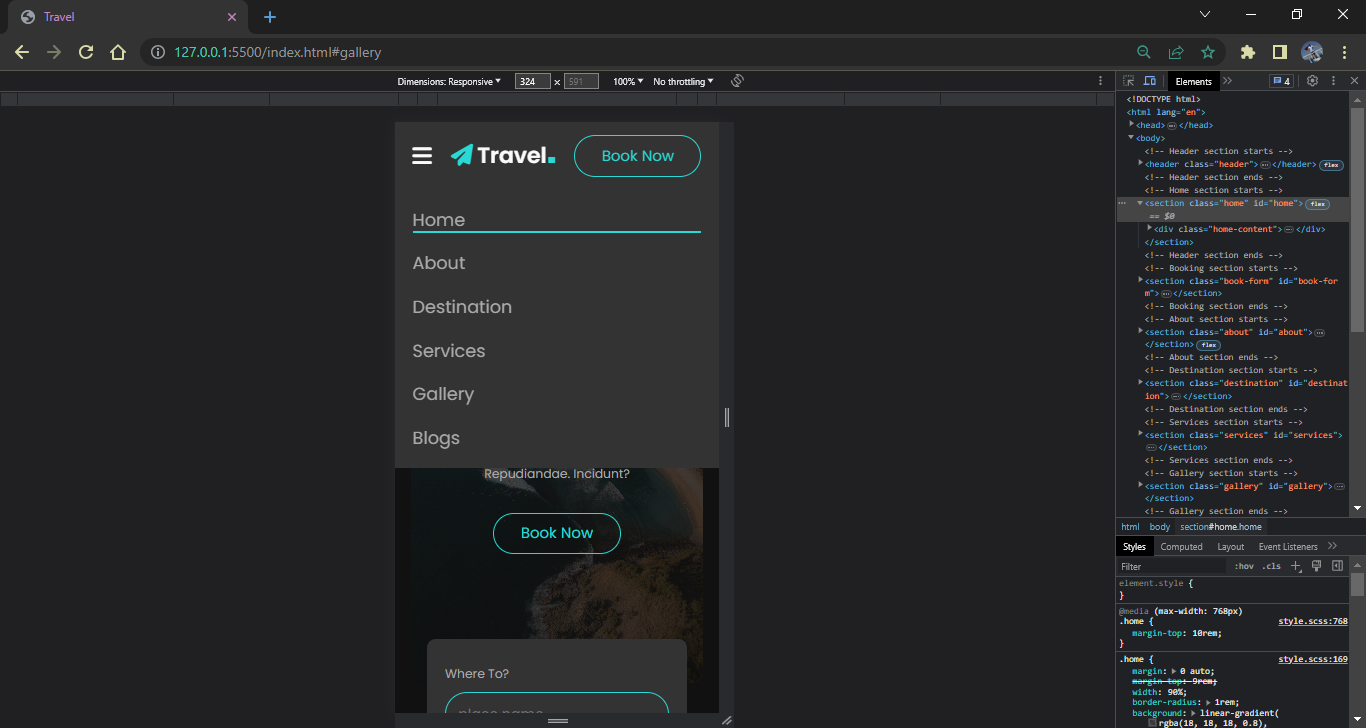 Travel
127.0.0.1:5500/index.html#gallery
Dimensions: Responsive 324 × 591 100% No throttling
Elements 4
<!DOCTYPE html>
<html lang="en">
<head> </head>
<body>
<!-- Header section starts -->
<header class="header"> </header> flex
<!-- Header section ends -->
<!-- Home section starts -->
<section class="home" id="home"> flex
== $0
<div class="home-content"> </div>
</section>
<!-- Header section ends -->
<!-- Booking section starts -->
<section class="book-form" id="book-for
m"> </section>
<!-- Booking section ends -->
<!-- About section starts -->
<section class="about" id="about">
</section> flex
<!-- About section ends -->
<!-- Destination section starts -->
<section class="destination" id="destinat
ion"> </section>
<!-- Destination section ends -->
<!-- Services section starts -->
<section class="services" id="services">
</section>
<!-- Services section ends -->
<!-- Gallery section starts -->
<section class="gallery" id="gallery">
</section>
<!-- Gallery section ends -->
html body section#home.home
Styles Computed Layout Event Listeners
Filter :hov .cls
element.style {
}
@media (max-width: 768px)
.home { style.scss:768
margin-top: 10rem;
}
.home { style.scss:169
margin: 0 auto;
margin-top: 9rem;
width: 90%;
border-radius: 1rem;
background: linear-gradient(
rgba(18, 18, 18, 0.8),
Travel.
Book Now
Home
About
Destination
Services
Gallery
Blogs
Repudiandae. Incidunt?
Book Now
Where To?
place name